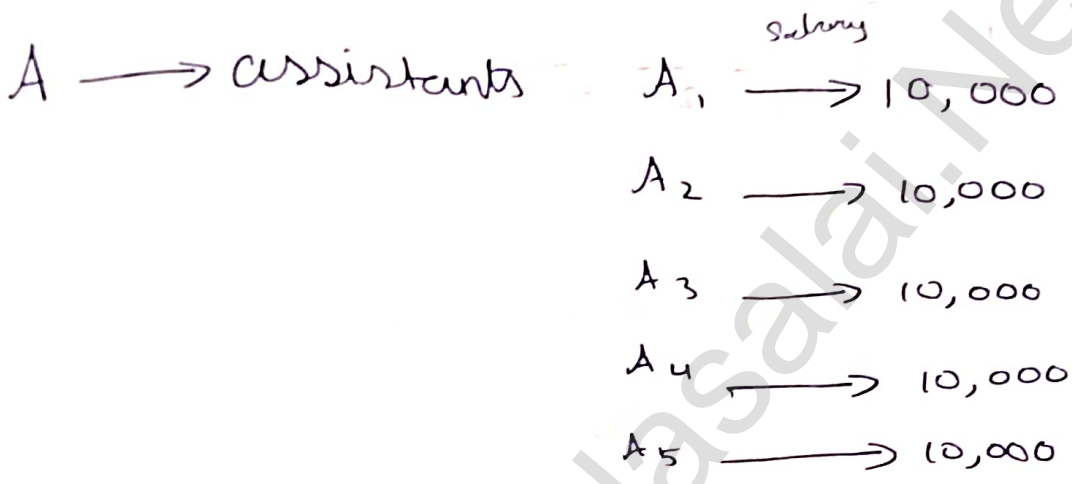 Salary
A → assistants A₁ → 10,000
A₂ → 10,000
A₃ → 10,000
A₄ → 10,000
A₅ → 10,000